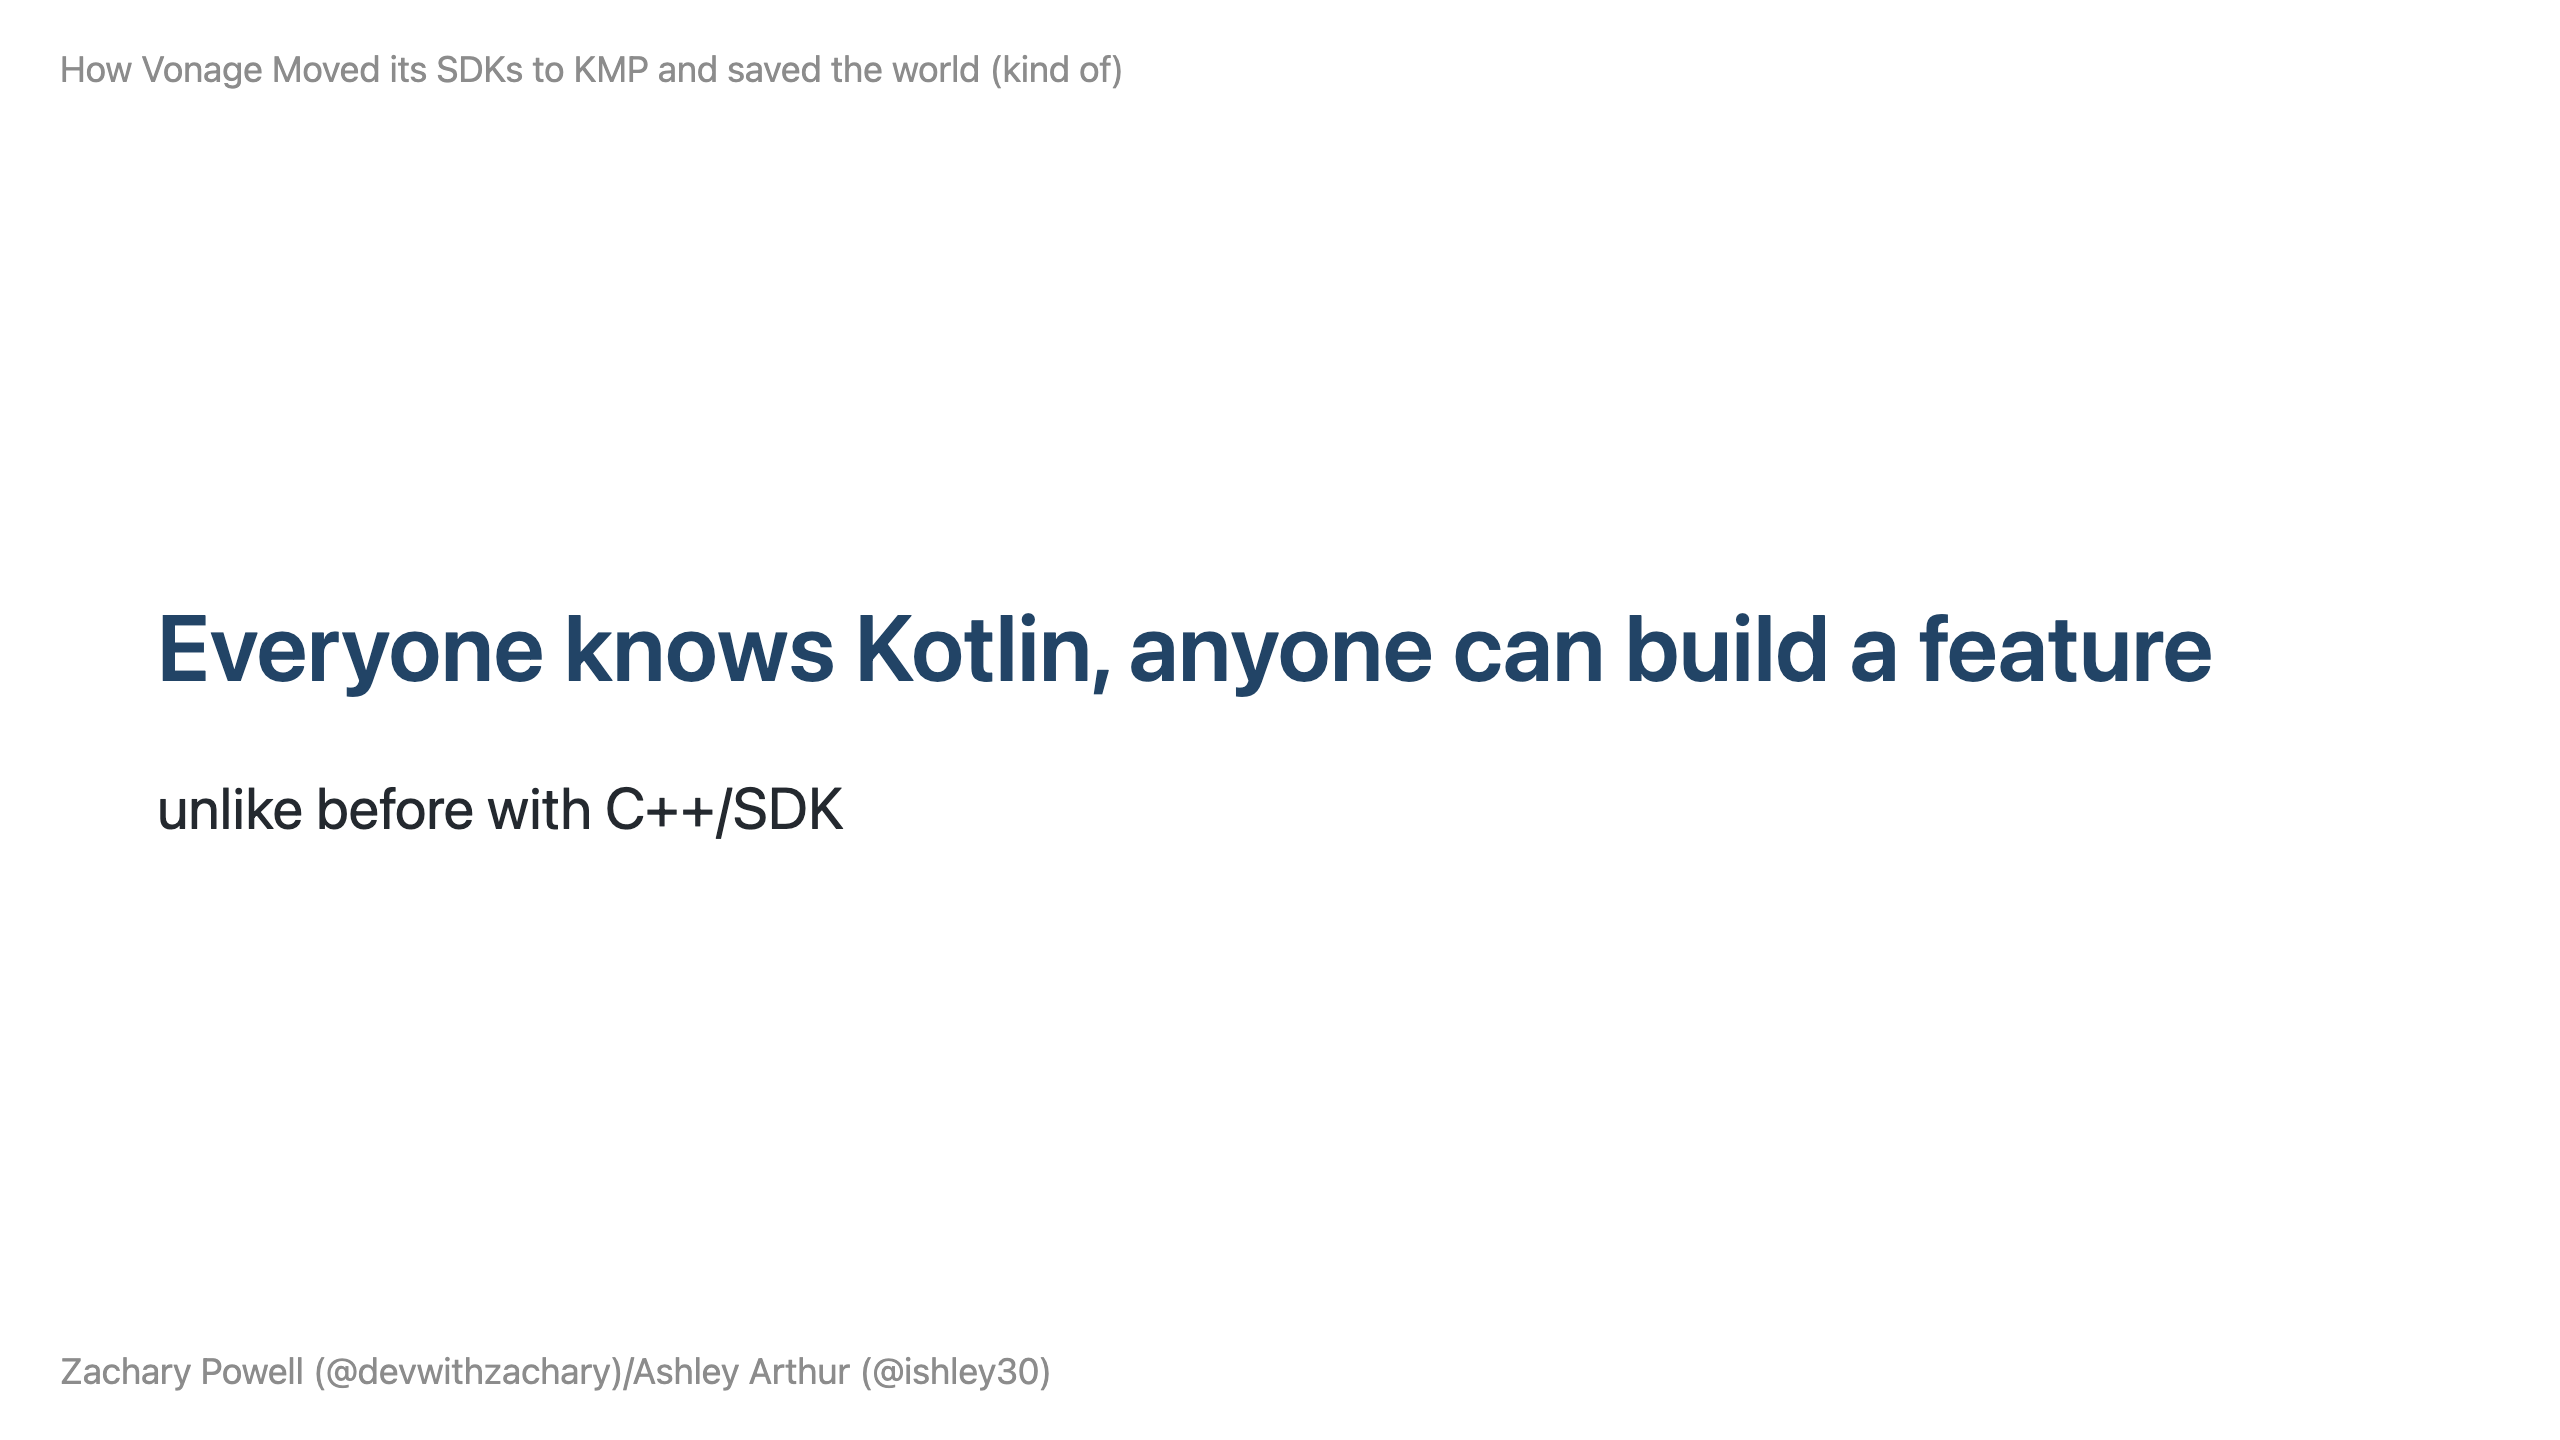 How Vonage Moved its SDKs to KMP and saved the world (kind of)
Everyone knows Kotlin, anyone can build a feature
unlike before with C++/SDK
Zachary Powell (@devwithzachary)/Ashley Arthur (@ishley30)